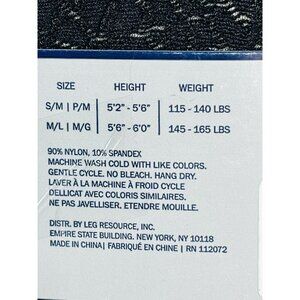 SIZE HEIGHT WEIGHT
S/M | P/M 5'2" - 5'6" 115 - 140 LBS
M/L | M/G 5'6" - 6'0" 145 - 165 LBS
90% NYLON, 10% SPANDEX
MACHINE WASH COLD WITH LIKE COLORS.
GENTLE CYCLE. NO BLEACH. HANG DRY.
LAVER À LA MACHINE À FROID CYCLE
DELLICAT AVEC DE COLORIS SIMILAIRES.
NE PAS JAVELLISER. ETENDRE MOUILLE.
DISTR. BY LEG RESOURCE, INC.
EMPIRE STATE BUILDING. NEW YORK, NY 10118
MADE IN CHINA| FABRIQUÉ EN CHINE | RN 112072